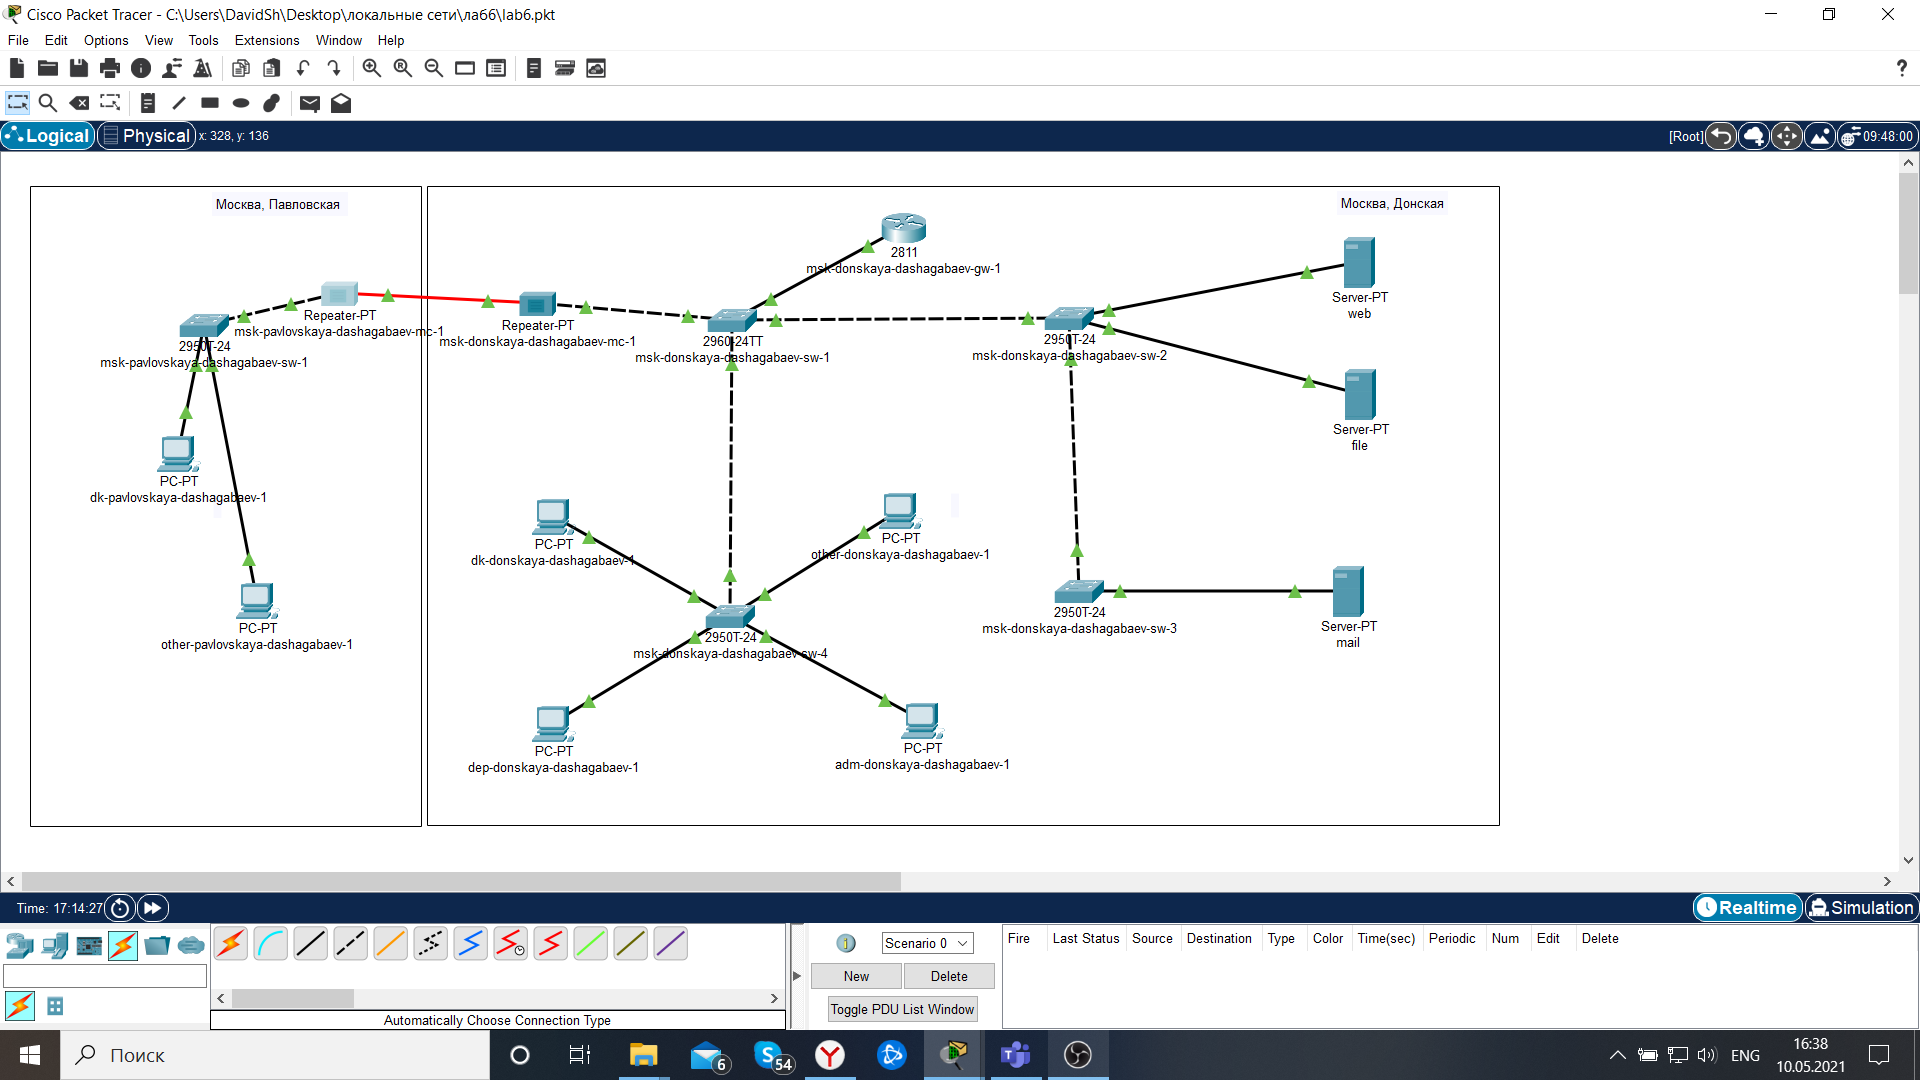 Cisco Packet Tracer - C:\Users\DavidSh\Desktop\локальные сети\лаб6\lab6.pkt
File Edit Options View Tools Extensions Window Help
Logical Physical x: 328, y: 136 [Root] 09:48:00
Москва, Павловская
Москва, Донская
2811
msk-donskaya-dashagabaev-gw-1
Server-PT
web
Repeater-PT
msk-pavlovskaya-dashagabaev-mc-1
Repeater-PT
msk-donskaya-dashagabaev-mc-1
2950T-24
msk-pavlovskaya-dashagabaev-sw-1
2960-24TT
msk-donskaya-dashagabaev-sw-1
2950T-24
msk-donskaya-dashagabaev-sw-2
Server-PT
file
PC-PT
dk-pavlovskaya-dashagabaev-1
PC-PT
dk-donskaya-dashagabaev-1
PC-PT
other-donskaya-dashagabaev-1
PC-PT
other-pavlovskaya-dashagabaev-1
2950T-24
msk-donskaya-dashagabaev-sw-4
2950T-24
msk-donskaya-dashagabaev-sw-3
Server-PT
mail
PC-PT
dep-donskaya-dashagabaev-1
PC-PT
adm-donskaya-dashagabaev-1
Time: 17:14:27 Realtime Simulation
Scenario 0
New Delete
Toggle PDU List Window
Fire Last Status Source Destination Type Color Time(sec) Periodic Num Edit Delete
Automatically Choose Connection Type
Поиск
6
54
ENG
16:38
10.05.2021